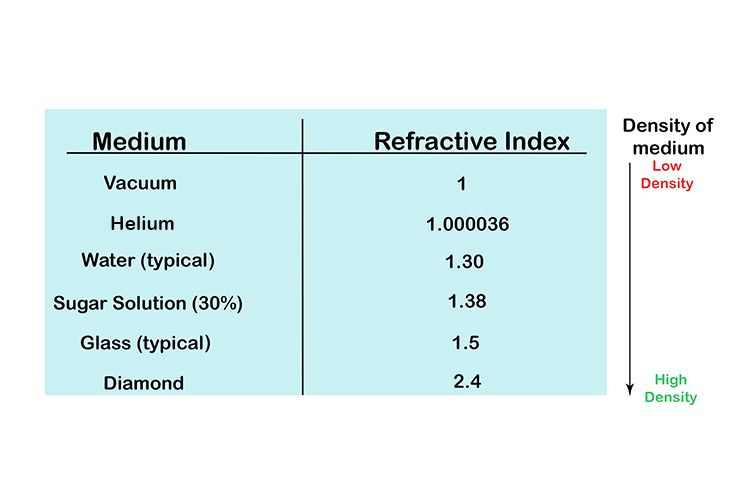 Medium Refractive Index
Vacuum 1
Helium 1.000036
Water (typical) 1.30
Sugar Solution (30%) 1.38
Glass (typical) 1.5
Diamond 2.4
Density of
medium
Low
Density
High
Density